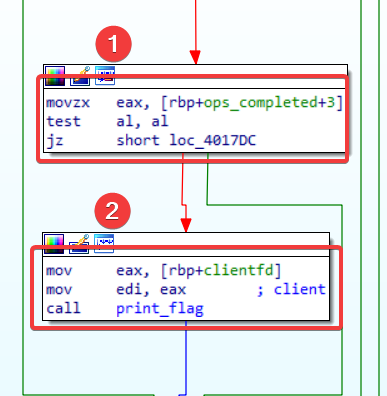 1
movzx eax, [rbp+ops_completed+3]
test al, al
jz short loc_4017DC
2
mov eax, [rbp+clientfd]
mov edi, eax ; client
call print_flag